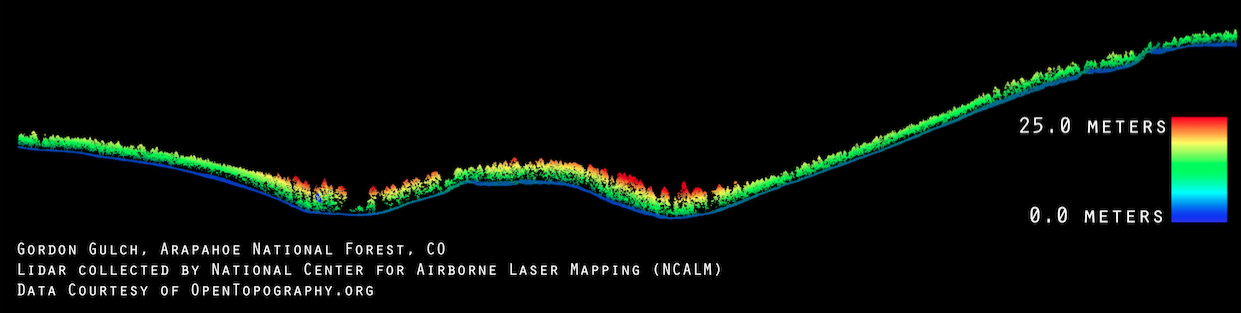 25.0 METERS
0.0 METERS
GORDON GULCH, ARAPAHOE NATIONAL FOREST, CO
LIDAR COLLECTED BY NATIONAL CENTER FOR AIRBORNE LASER MAPPING (NCALM)
DATA COURTESY OF OPENTOPOGRAPHY.ORG